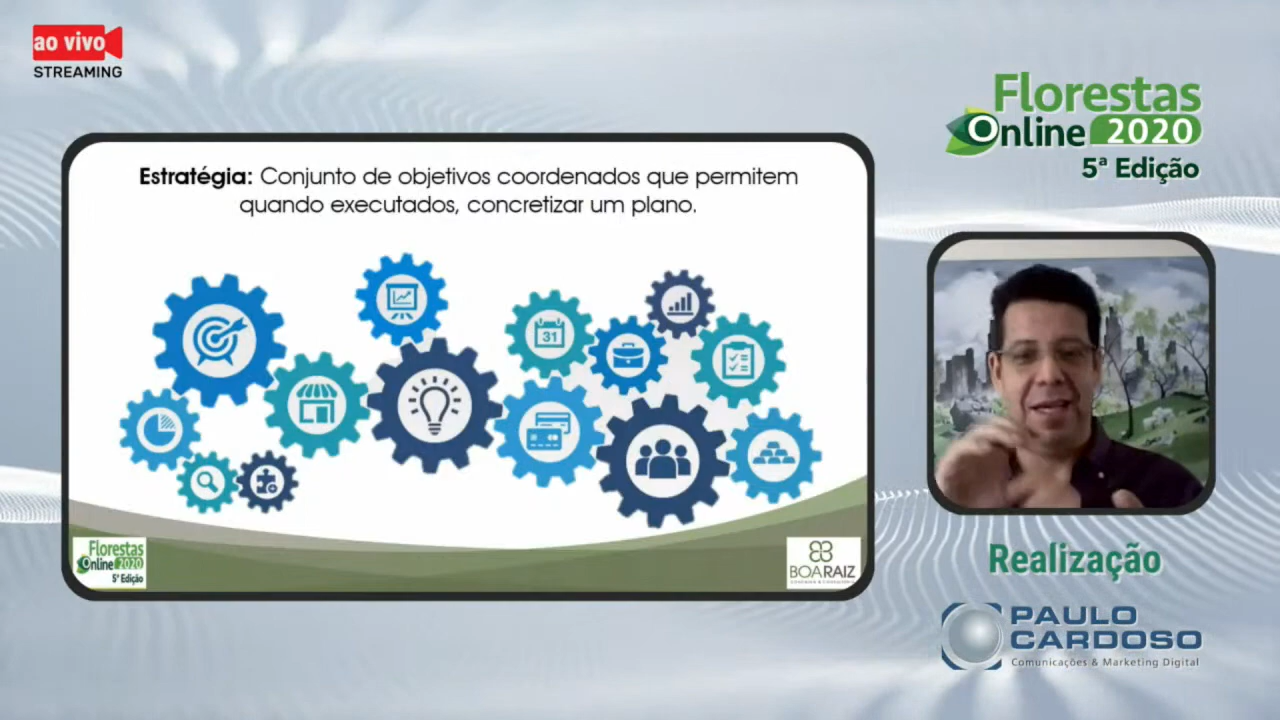 ao vivo
STREAMING
Florestas
Online 2020
5ª Edição
Estratégia: Conjunto de objetivos coordenados que permitem
quando executados, concretizar um plano.
31
Florestas
Online 2020
5ª Edição
BOARAIZ
Realização
PAULO
CARDOSO
Comunicações & Marketing Digital